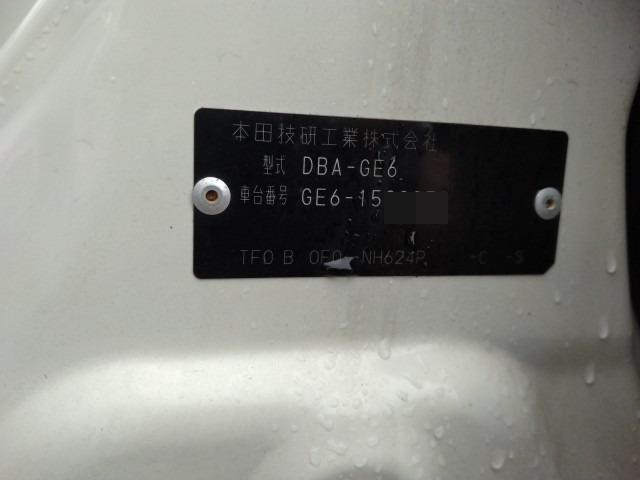 本田技研工業株式会社
型式 DBA-GE6
車台番号 GE6-15
TF0 B NH624P -C -S